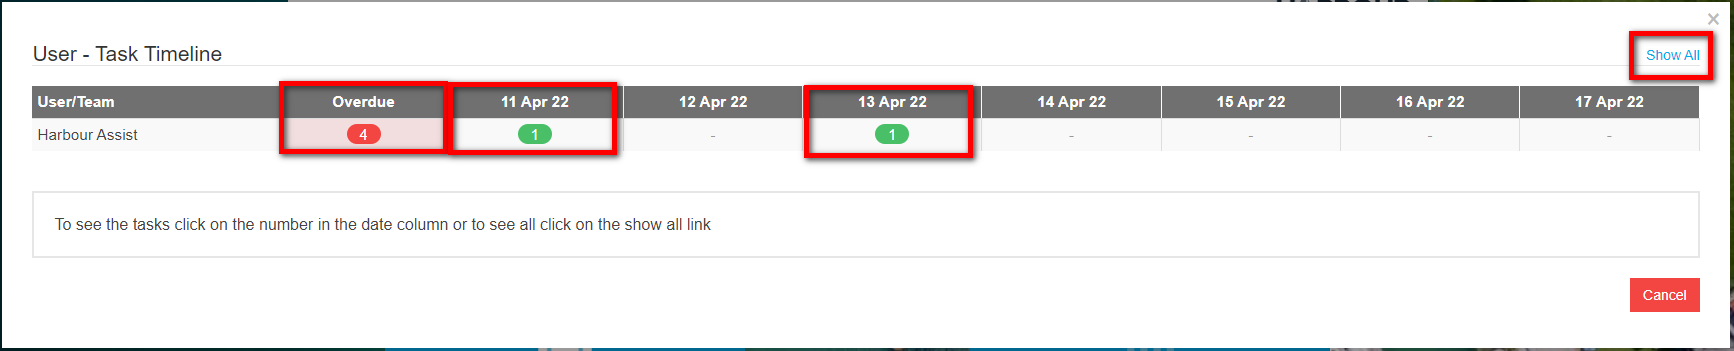 ×
User - Task Timeline
Show All
User/Team Overdue 11 Apr 22 12 Apr 22 13 Apr 22 14 Apr 22 15 Apr 22 16 Apr 22 17 Apr 22
Harbour Assist 4 1 - 1 - - - -
To see the tasks click on the number in the date column or to see all click on the show all link
Cancel